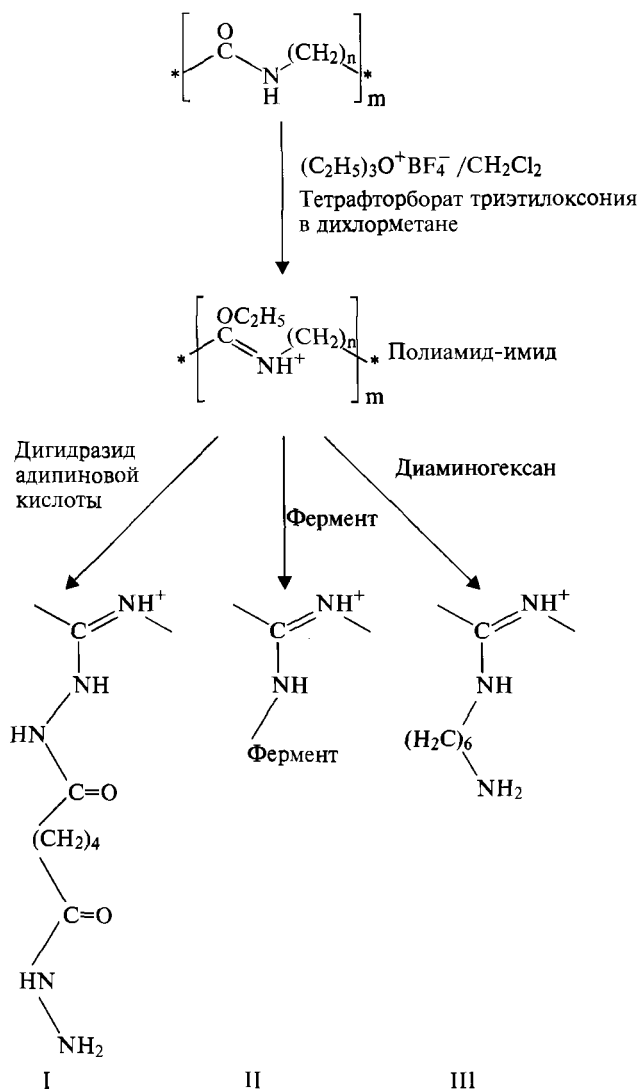 O
C
N
H
(CH2)n
*
*
m
(C2H5)3O+BF4− /CH2Cl2
Тетрафторборат триэтилоксония
в дихлорметане
OC2H5
C
NH+
(CH2)n
*
* Полиамид-имид
m
Дигидразид
адипиновой
кислоты
Фермент
Диаминогексан
NH+
C
NH
HN
C=O
(CH2)4
C=O
HN
NH2
I
NH+
C
NH
Фермент
II
NH+
C
NH
(H2C)6
NH2
III